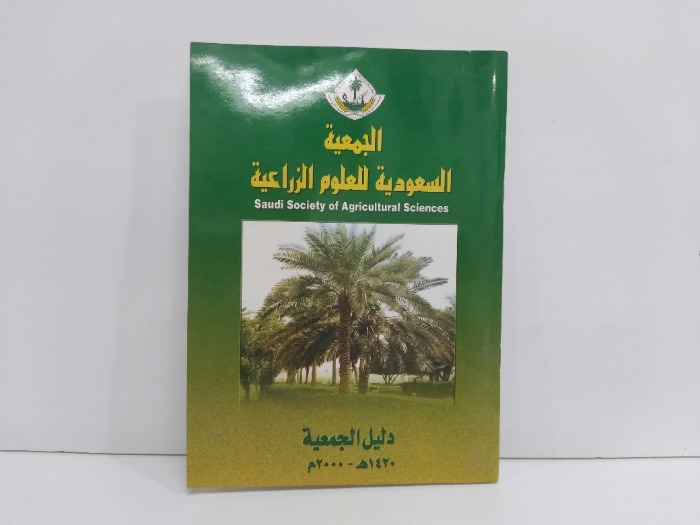 الجمعية
السعودية للعلوم الزراعية
Saudi Society of Agricultural Sciences
دليل الجمعية
١٤٢٠هـ - ٢٠٠٠م